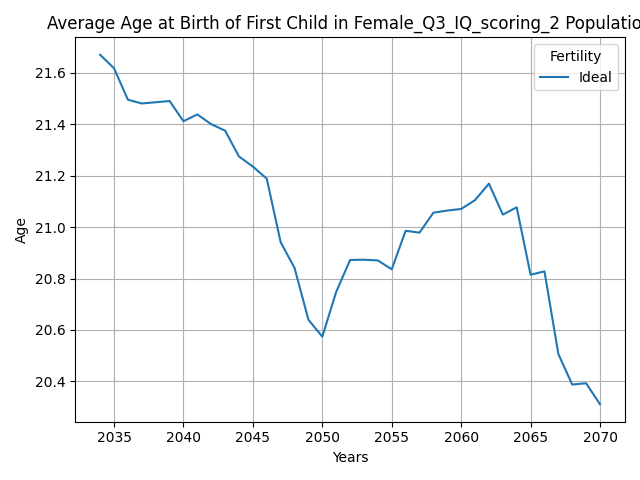 Average Age at Birth of First Child in Female_Q3_IQ_scoring_2 Populatio
Fertility
Ideal
21.6
21.4
21.2
21.0
20.8
20.6
20.4
Age
2035 2040 2045 2050 2055 2060 2065 2070
Years